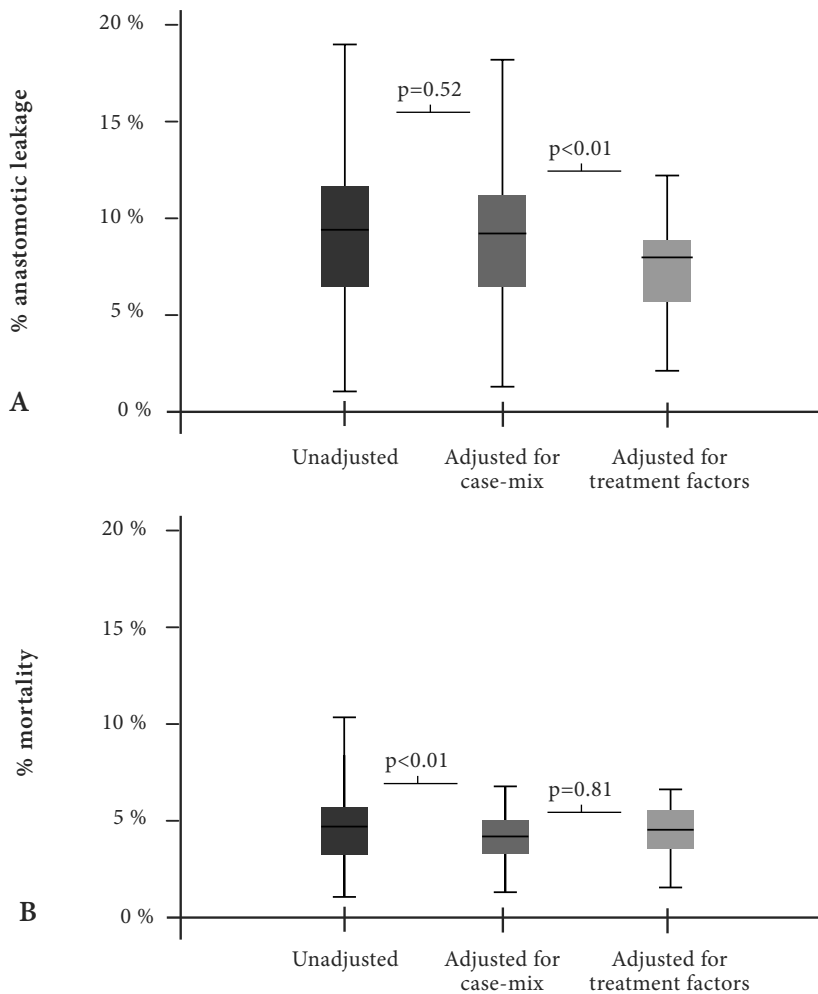 20 %
p=0.52
15 %
p<0.01
10 %
5 %
0 %
% anastomotic leakage
A
Unadjusted
Adjusted for
case-mix
Adjusted for
treatment factors
20 %
15 %
10 %
p<0.01
p=0.81
5 %
0 %
% mortality
B
Unadjusted
Adjusted for
case-mix
Adjusted for
treatment factors